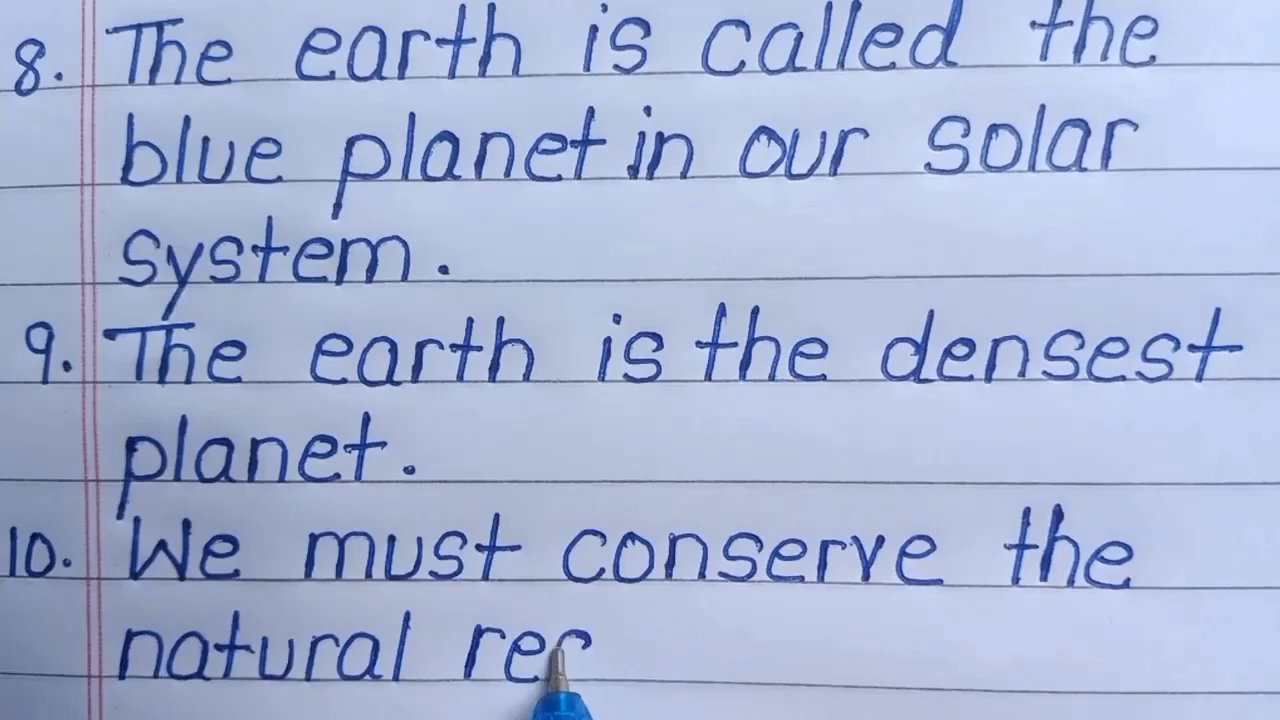 8. The earth is called the
blue planet in our solar
system.
9. The earth is the densest
planet.
10. We must conserve the
natural